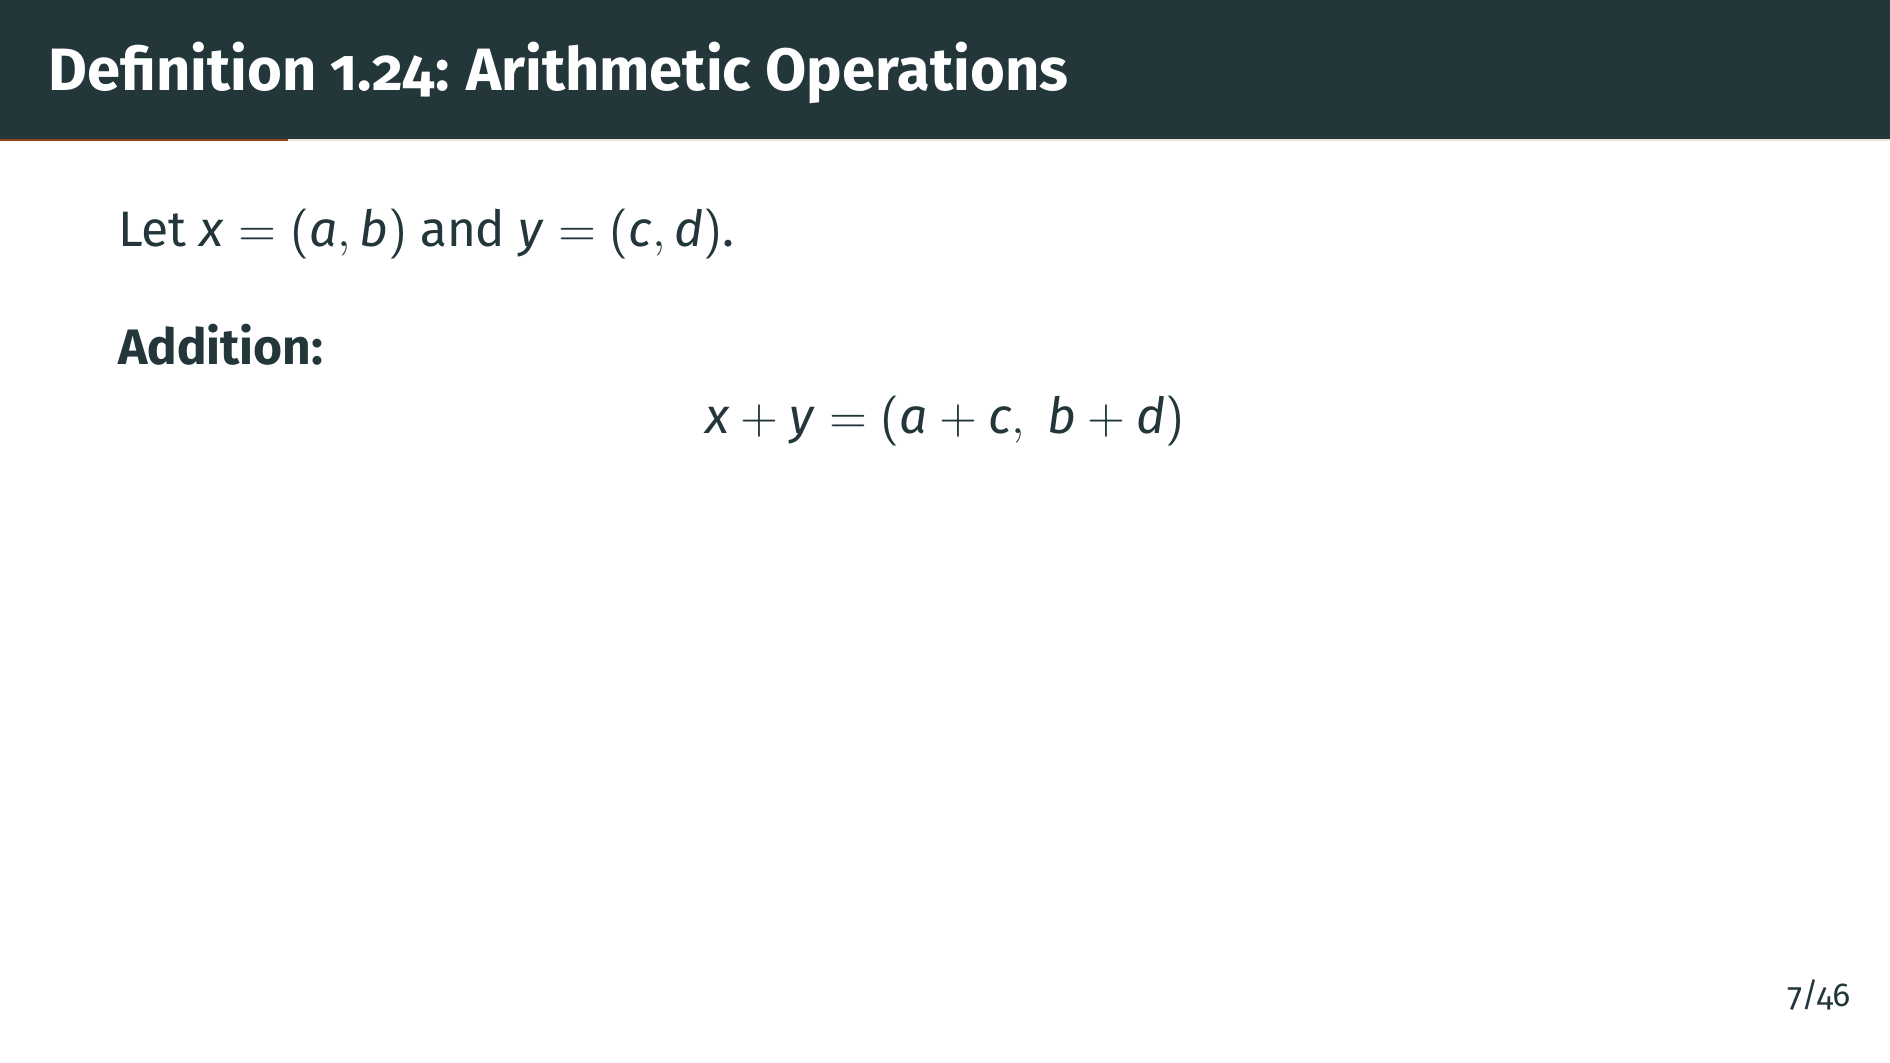 Definition 1.24: Arithmetic Operations
Let x = (a, b) and y = (c, d).
Addition:
x + y = (a + c, b + d)
7/46